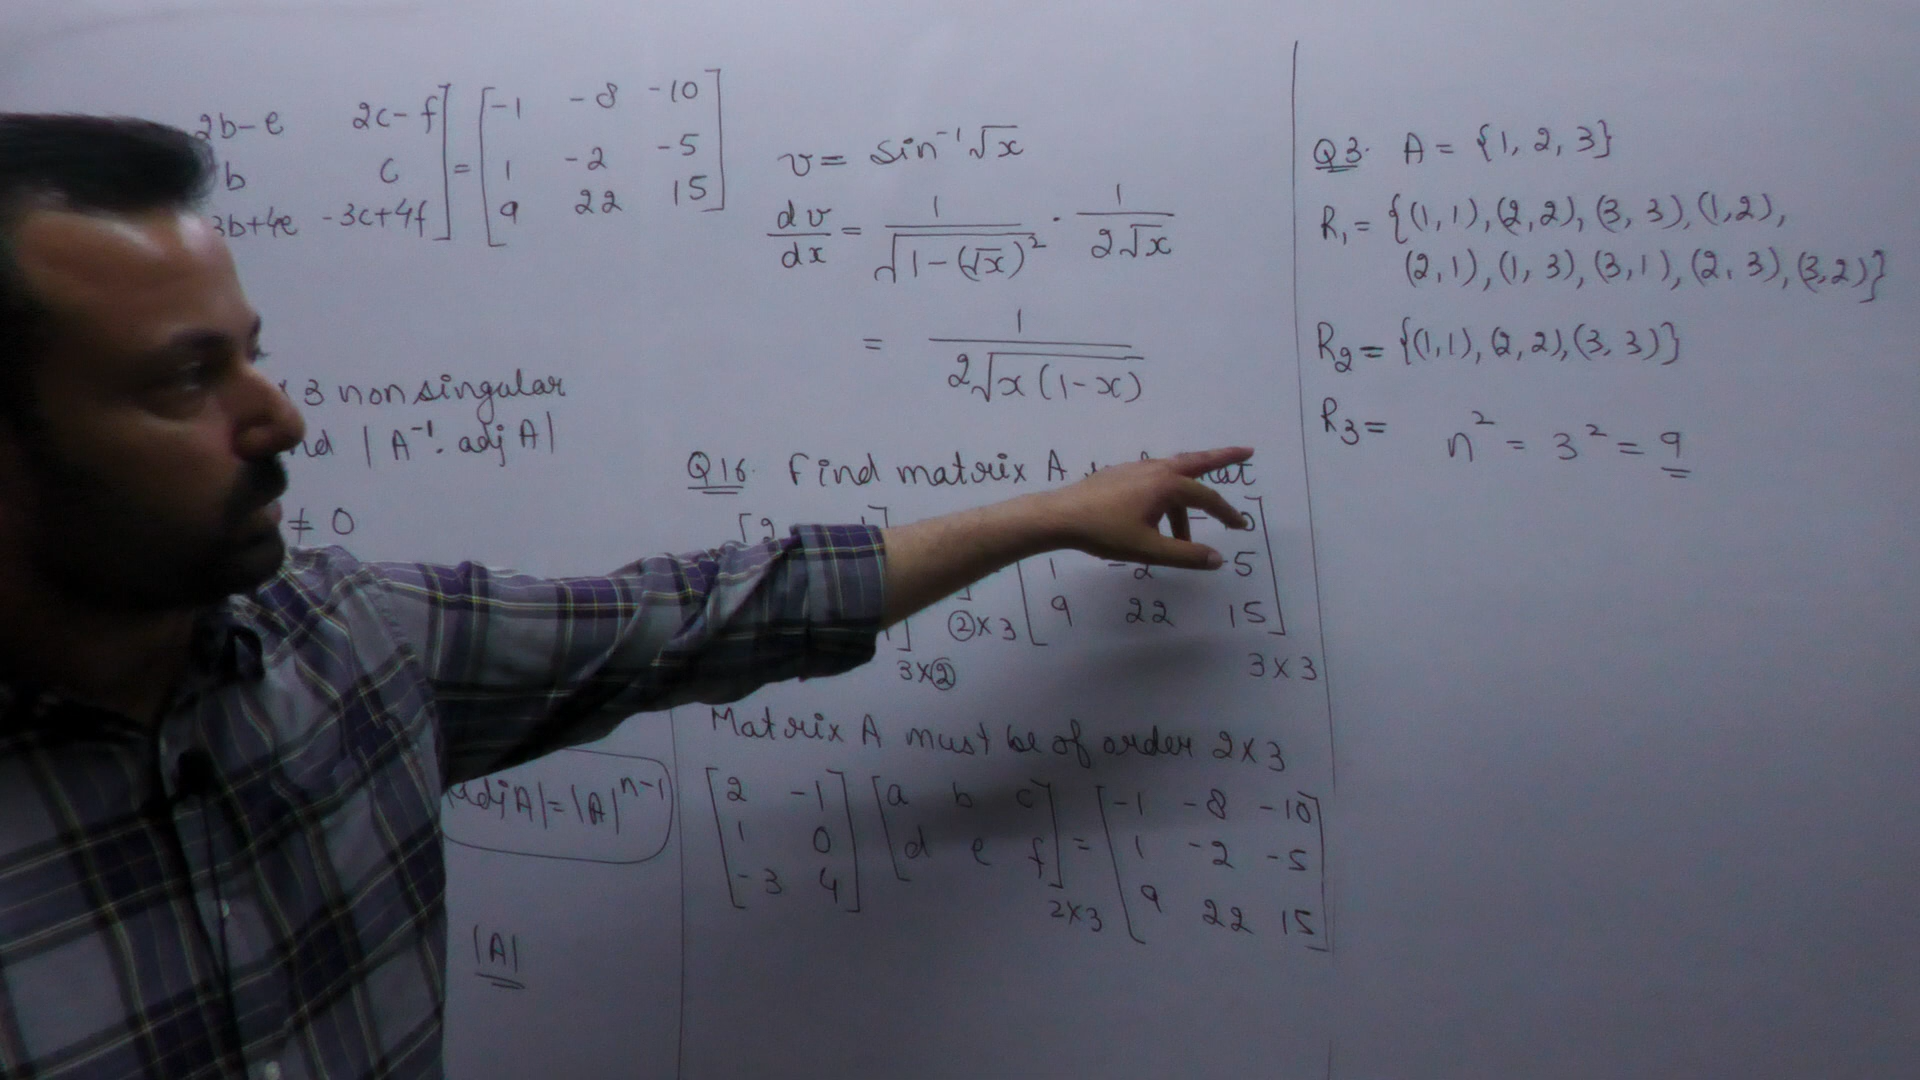 2b-e 2c-f] = [-1 -8 -10]
b c 1 -2 -5
3b+4e -3c+4f 9 22 15
3 non singular
| A⁻¹. adj A|
≠ 0
adj A| = |A|ⁿ⁻¹
|A|
v = sin⁻¹√x
dv/dx = 1/√(1-(√x)²) · 1/(2√x)
= 1/(2√(x(1-x)))
Q16. Find matrix A
[2
1 -2 -5
②x3 9 22 15
3x② 3x3
Matrix A must be of order 2x3
[2 -1] [a b c] = [-1 -8 -10]
1 0 d e f 1 -2 -5
-3 4 2x3 9 22 15
Q3. A = {1, 2, 3}
R₁= {(1,1),(2,2),(3,3),(1,2),
(2,1),(1,3),(3,1),(2,3),(3,2)}
R₂= {(1,1),(2,2),(3,3)}
R₃= n² = 3² = 9